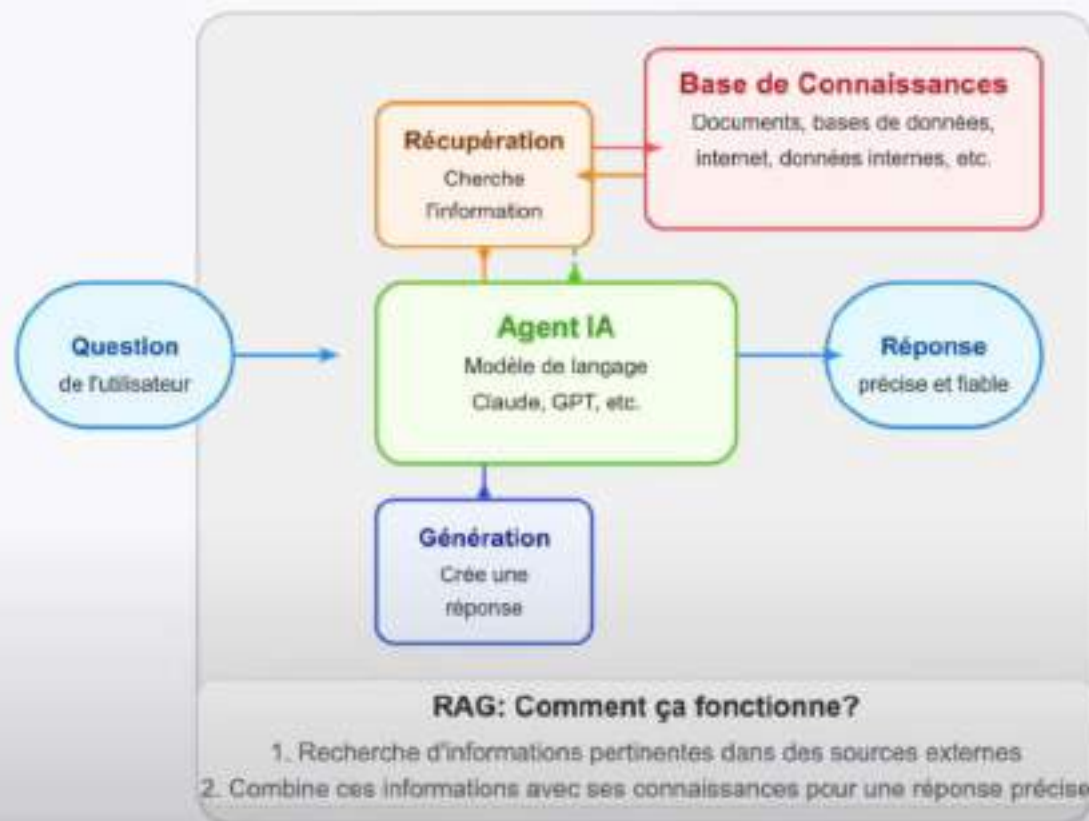 Base de Connaissances
Documents, bases de données,
internet, données internes, etc.
Récupération
Cherche
l'information
Question
de l'utilisateur
Agent IA
Modèle de langage
Claude, GPT, etc.
Réponse
précise et fiable
Génération
Crée une
réponse
RAG: Comment ça fonctionne?
1. Recherche d'informations pertinentes dans des sources externes
2. Combine ces informations avec ses connaissances pour une réponse précise